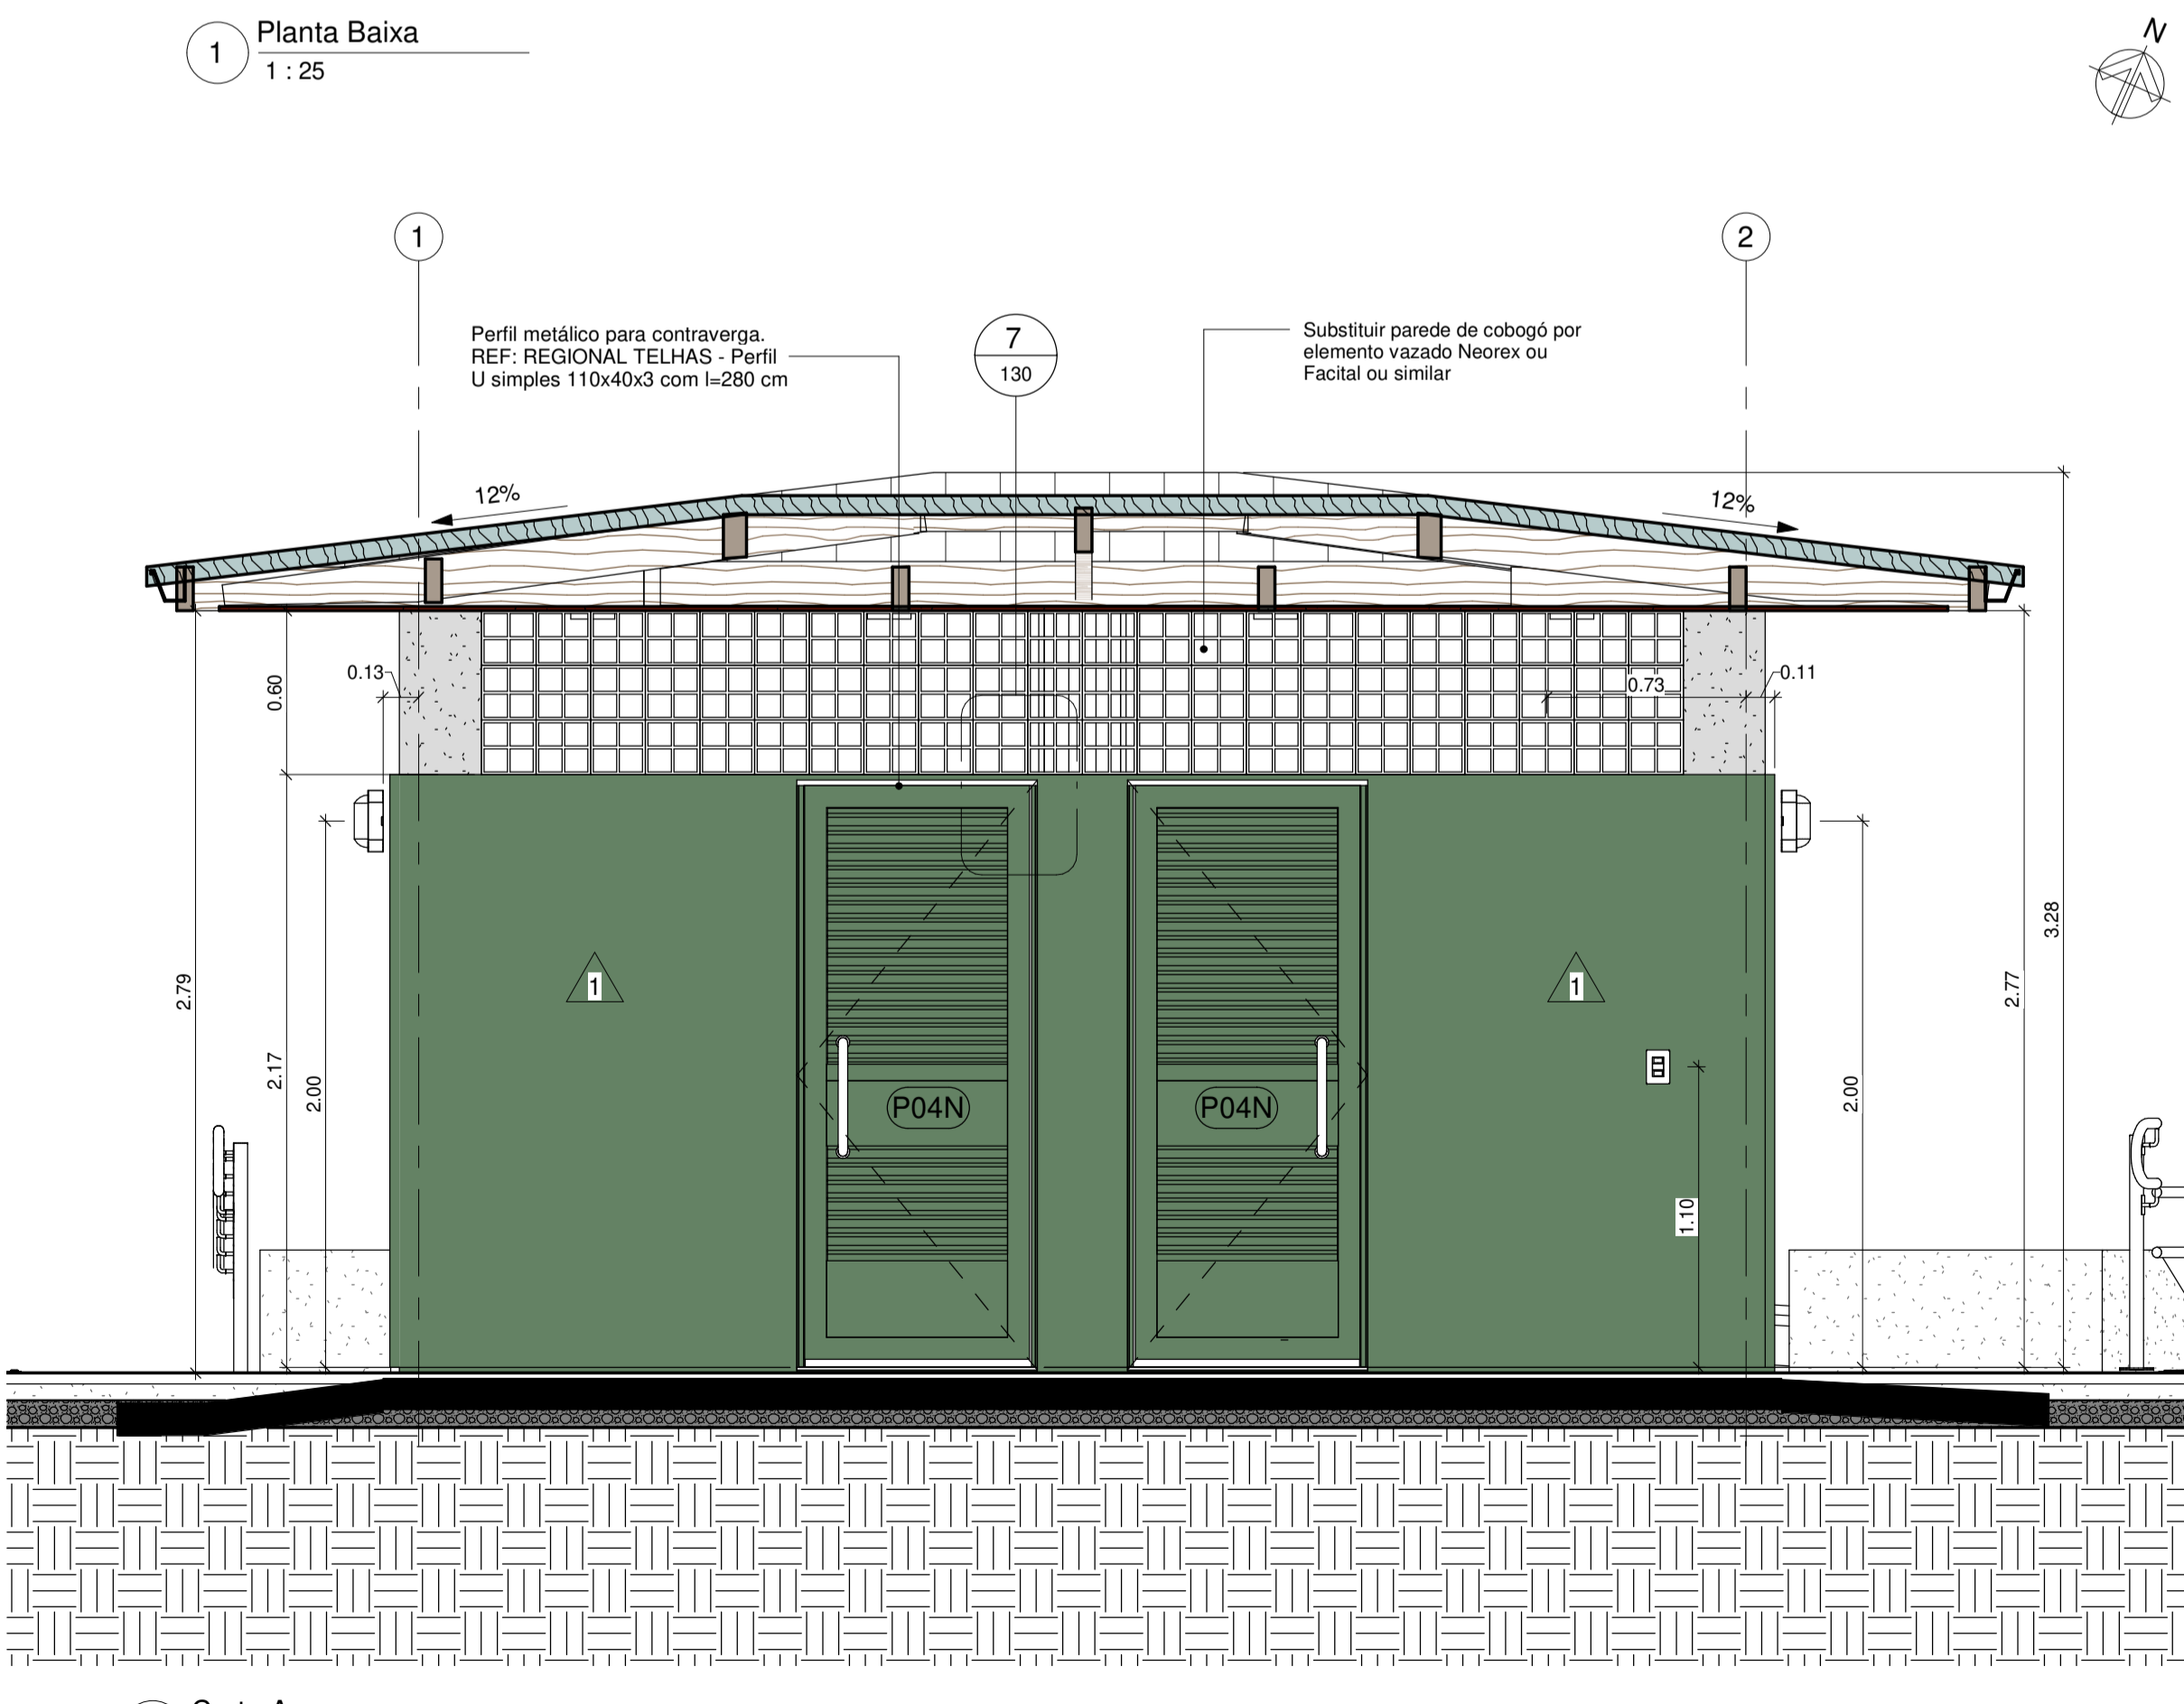 1
Planta Baixa
1 : 25
N
1
2
Perfil metálico para contraverga.
REF: REGIONAL TELHAS - Perfil
U simples 110x40x3 com l=280 cm
7
130
Substituir parede de cobogó por
elemento vazado Neorex ou
Facital ou similar
12%
12%
0.13
0.60
0.73
0.11
2.79
2.17
2.00
1
1
P04N
P04N
1.10
2.00
2.77
3.28